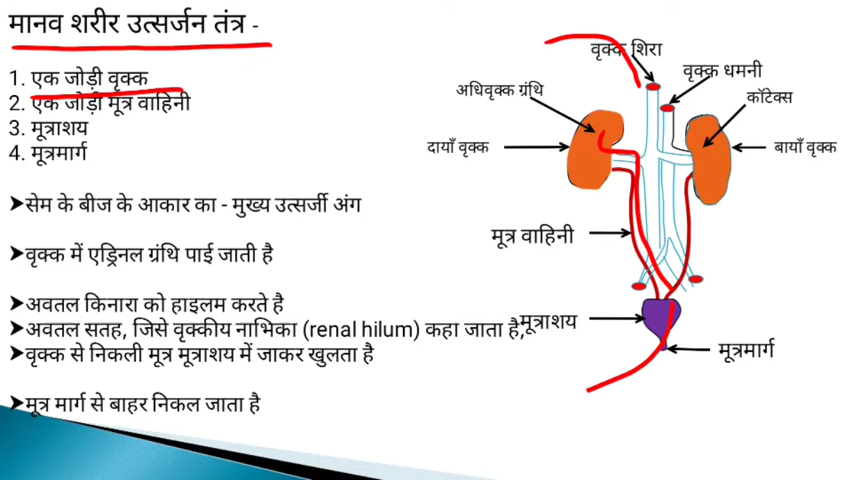 मानव शरीर उत्सर्जन तंत्र -
1. एक जोड़ी वृक्क
2. एक जोड़ी मूत्र वाहिनी
3. मूत्राशय
4. मूत्रमार्ग
➤सेम के बीज के आकार का - मुख्य उत्सर्जी अंग
➤वृक्क में एड्रिनल ग्रंथि पाई जाती है
➤अवतल किनारा को हाइलम करते है
➤अवतल सतह, जिसे वृक्कीय नाभिका (renal hilum) कहा जाता है,
➤वृक्क से निकली मूत्र मूत्राशय में जाकर खुलता है
➤मूत्र मार्ग से बाहर निकल जाता है
वृक्क शिरा
वृक्क धमनी
अधिवृक्क ग्रंथि
कॉटेक्स
दायाँ वृक्क
बायाँ वृक्क
मूत्र वाहिनी
मूत्राशय
मूत्रमार्ग